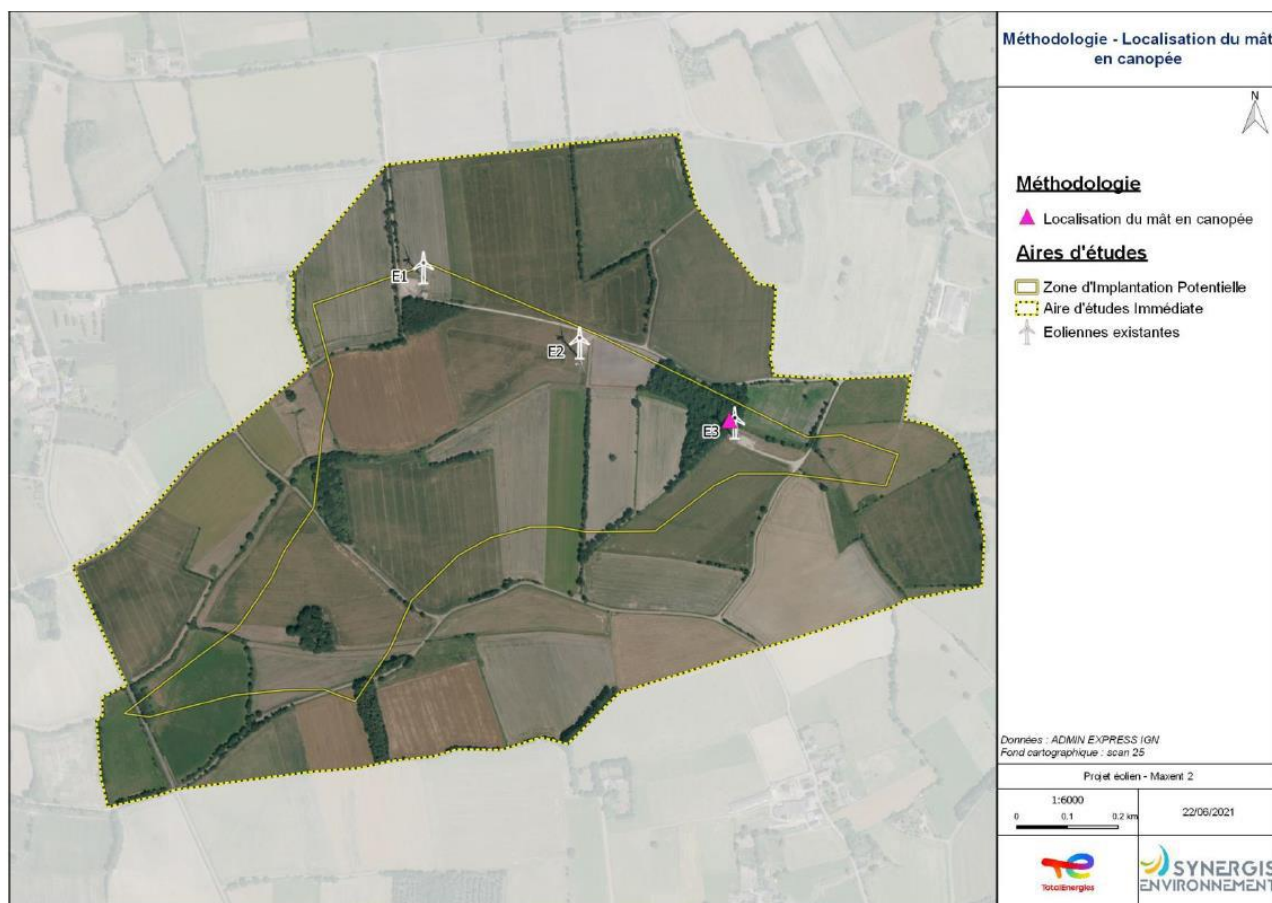 Méthodologie - Localisation du mât
en canopée
N
Méthodologie
Localisation du mât en canopée
Aires d'études
Zone d'Implantation Potentielle
Aire d'études Immédiate
Eoliennes existantes
E1
E2
E3
Données : ADMIN EXPRESS IGN
Fond cartographique : scan 25
Projet éolien - Maxent 2
1:6000
0 0.1 0.2 km
22/06/2021
TotalEnergies
SYNERGIS
ENVIRONNEMENT